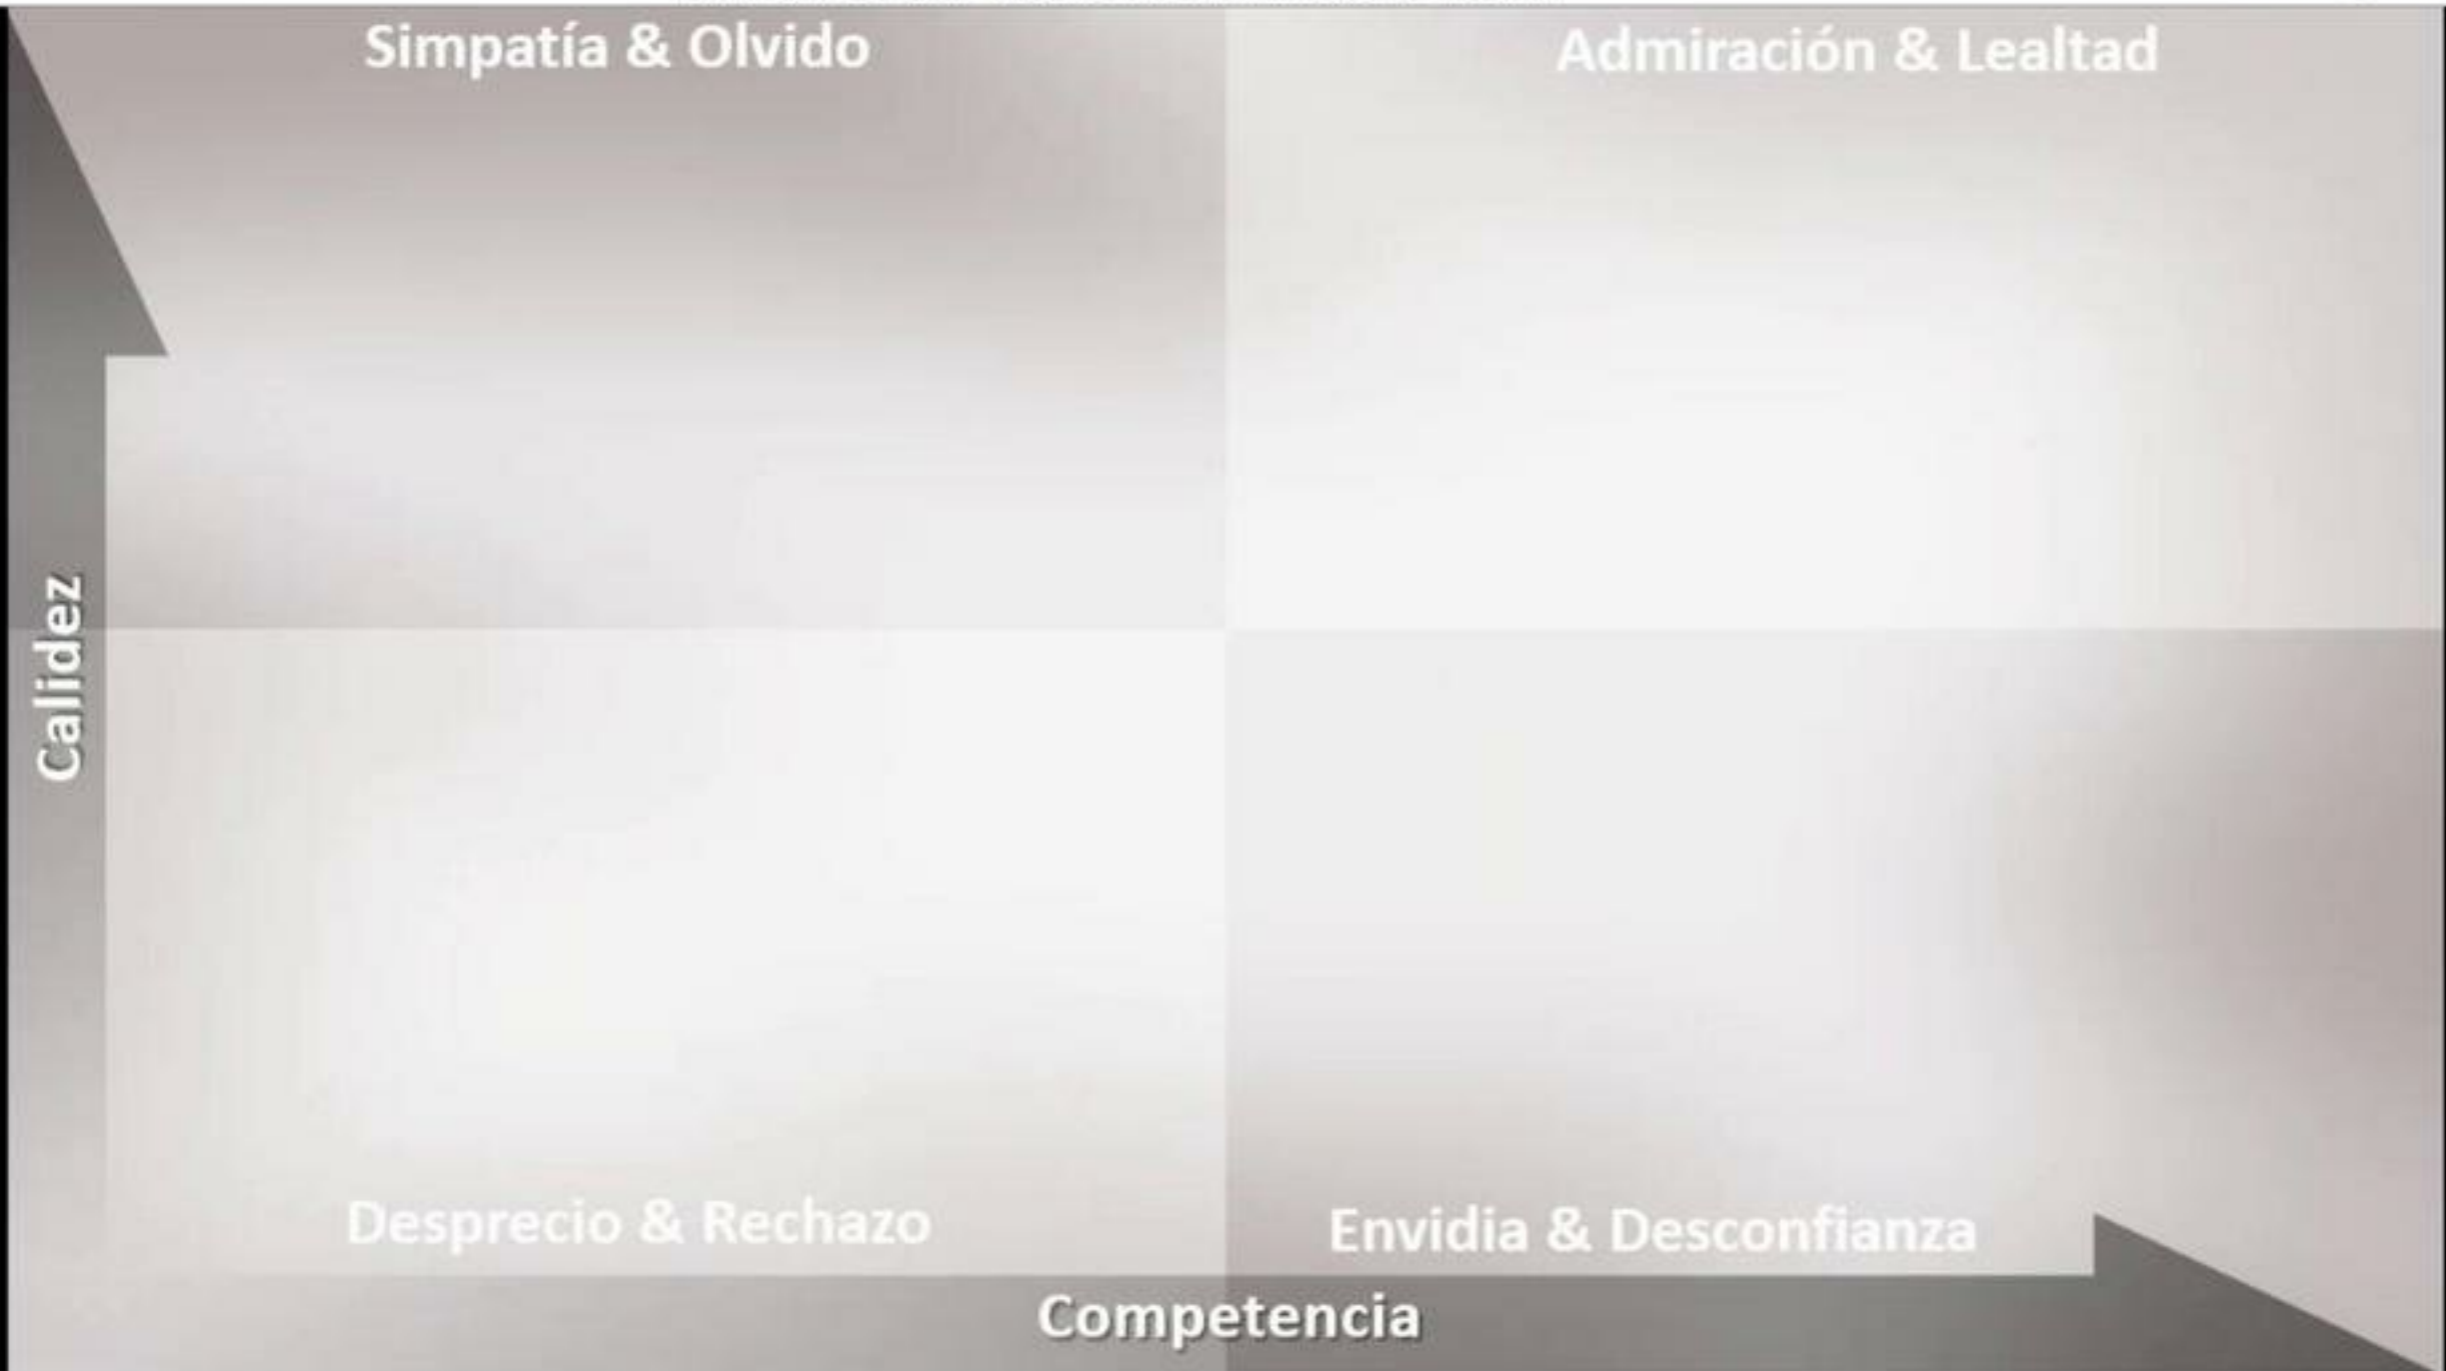 Simpatía & Olvido
Admiración & Lealtad
Calidez
Desprecio & Rechazo
Envidia & Desconfianza
Competencia